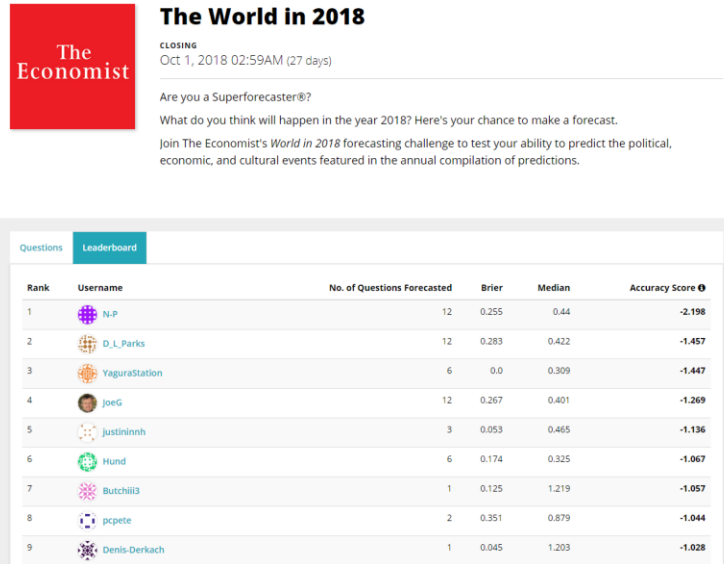 The World in 2018
The
Economist
CLOSING
Oct 1, 2018 02:59AM (27 days)
Are you a Superforecaster®?
What do you think will happen in the year 2018? Here's your chance to make a forecast.
Join The Economist's World in 2018 forecasting challenge to test your ability to predict the political,
economic, and cultural events featured in the annual compilation of predictions.
Questions Leaderboard
Rank Username No. of Questions Forecasted Brier Median Accuracy Score
1 N-P 12 0.255 0.44 -2.198
2 D_L_Parks 12 0.283 0.422 -1.457
3 YaguraStation 6 0.0 0.309 -1.447
4 JoeG 12 0.267 0.401 -1.269
5 justininnh 3 0.053 0.465 -1.136
6 Hund 6 0.174 0.325 -1.067
7 Butchiii3 1 0.125 1.219 -1.057
8 pcpete 2 0.351 0.879 -1.044
9 Denis-Derkach 1 0.045 1.203 -1.028